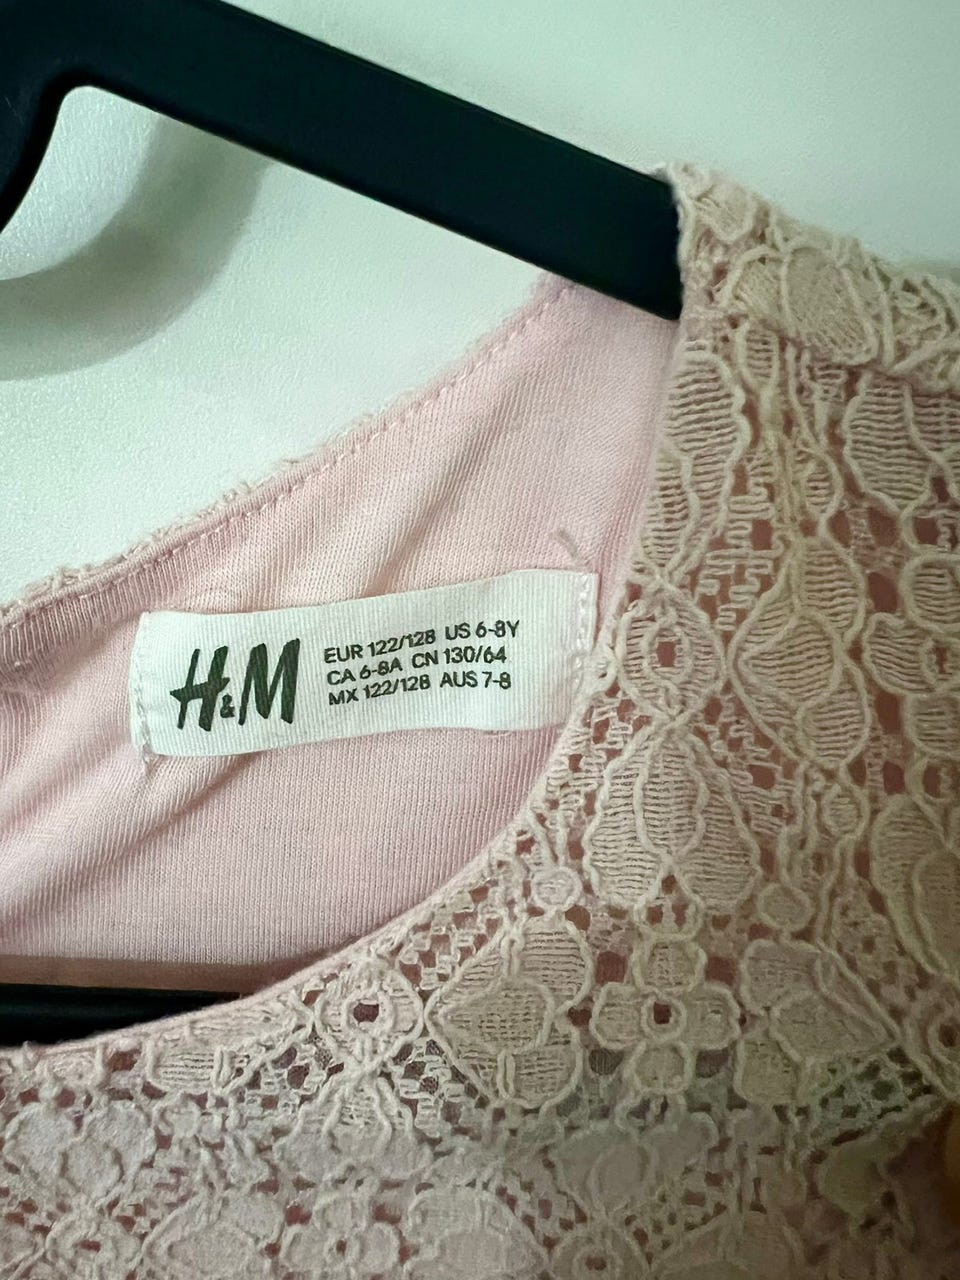 H&M
EUR 122/128 US 6-8Y
CA 6-8A CN 130/64
MX 122/128 AUS 7-8